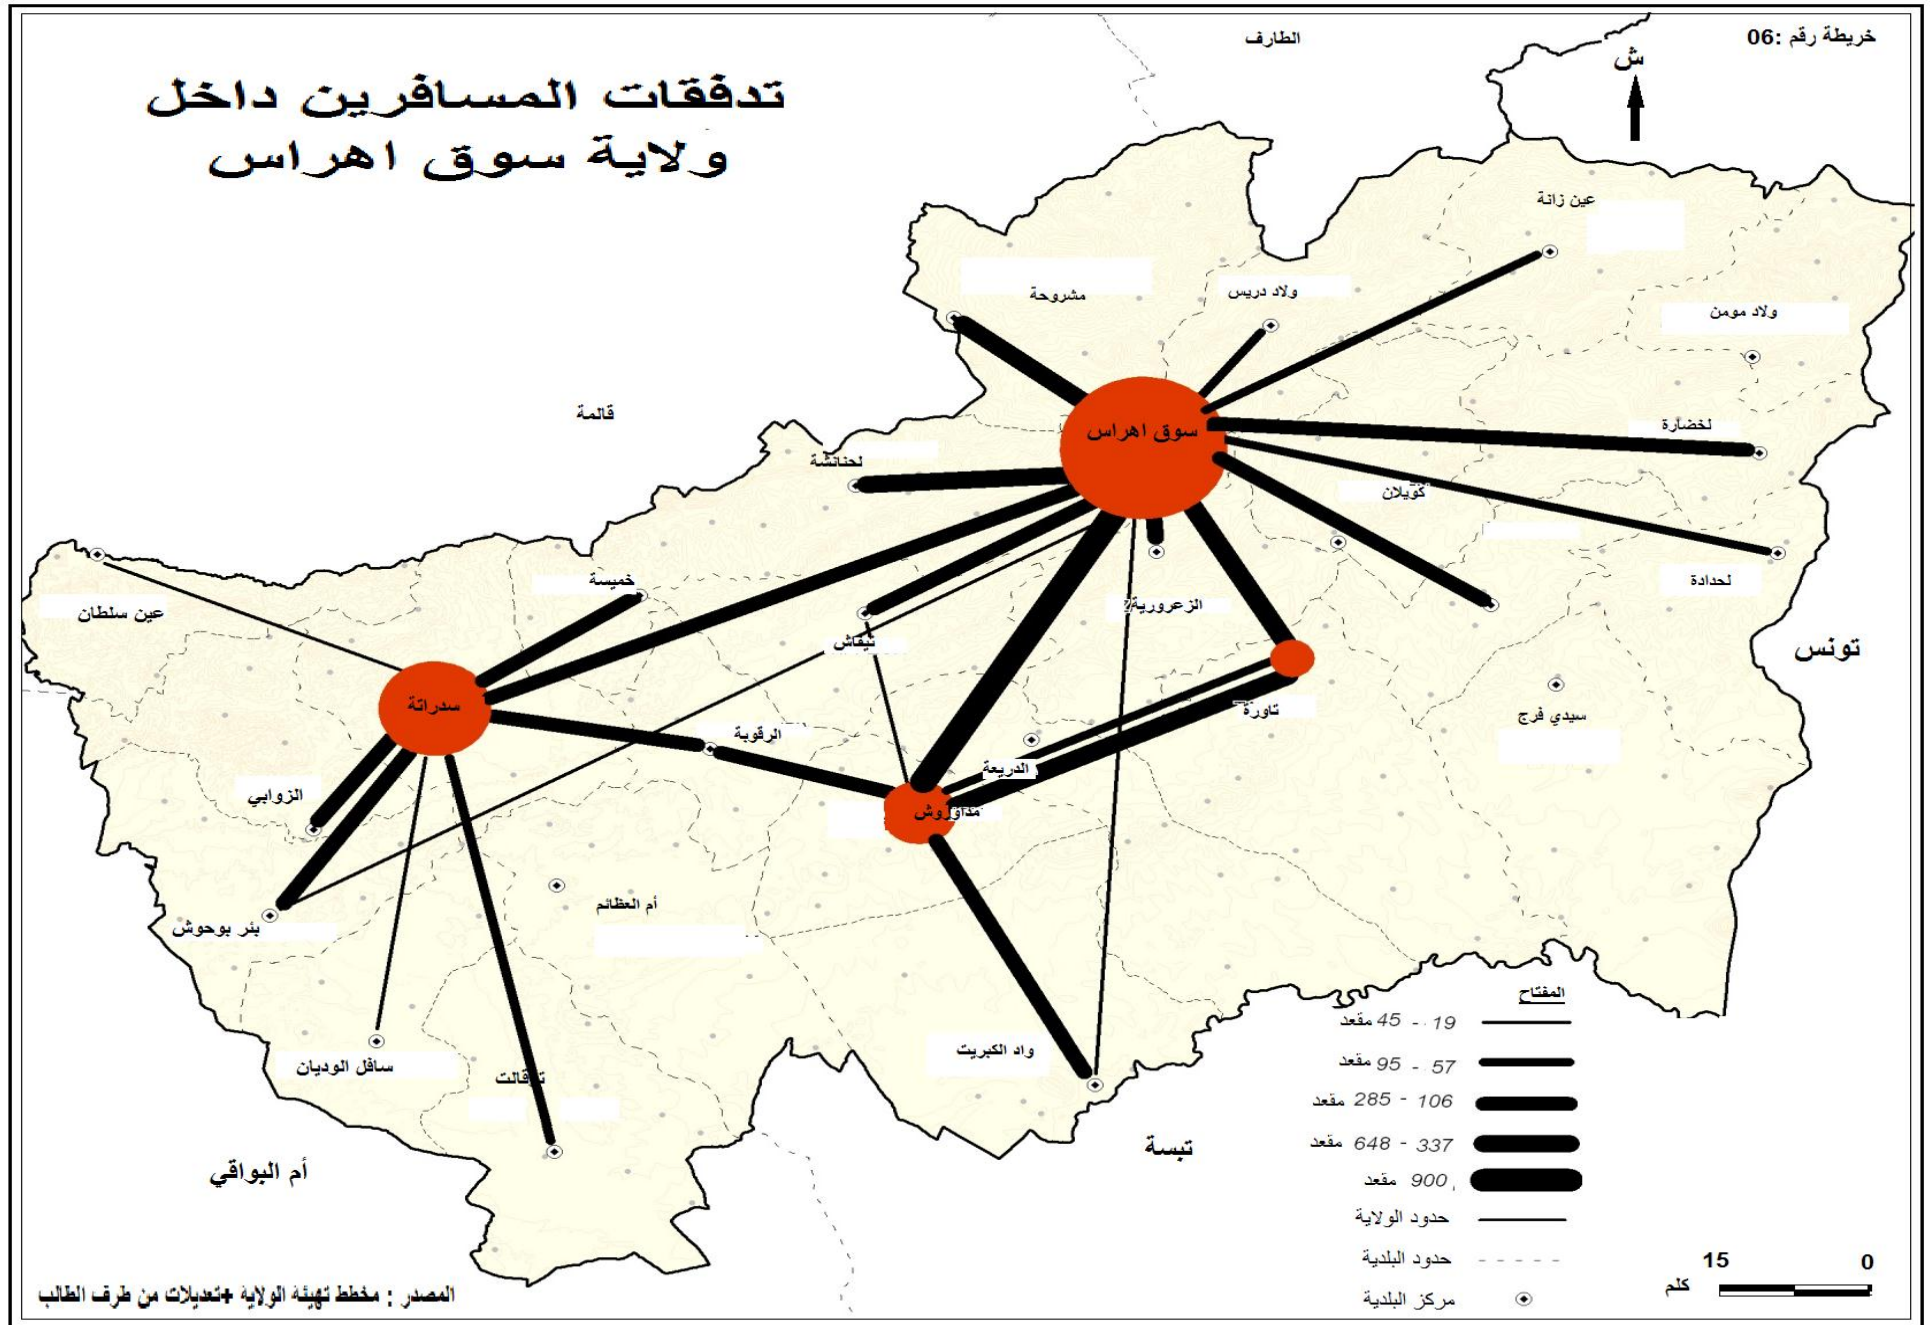 خريطة رقم :06
الطارف
ش
تدفقات المسافرين داخل
ولاية سوق اهراس
عين زانة
ولاد دريس
مشروحة
ولاد مومن
قالمة
سوق اهراس
لخضارة
لحنانشة
كويلان
خميسة
لحدادة
عين سلطان
الزعرورية
تيفاش
تونس
سدراتة
تاورة
سيدي فرج
الرقوبة
الدريعة
الزوابي
مداوروش
أم العظائم
بئر بوحوش
المفتاح
19 - 45 مقعد
واد الكبريت
57 - 95 مقعد
سافل الوديان
106 - 285 مقعد
337 - 648 مقعد
تبسة
أم البواقي
900 مقعد
حدود الولاية
حدود البلدية
15 0
كلم
مركز البلدية
المصدر : مخطط تهيئة الولاية +تعديلات من طرف الطالب